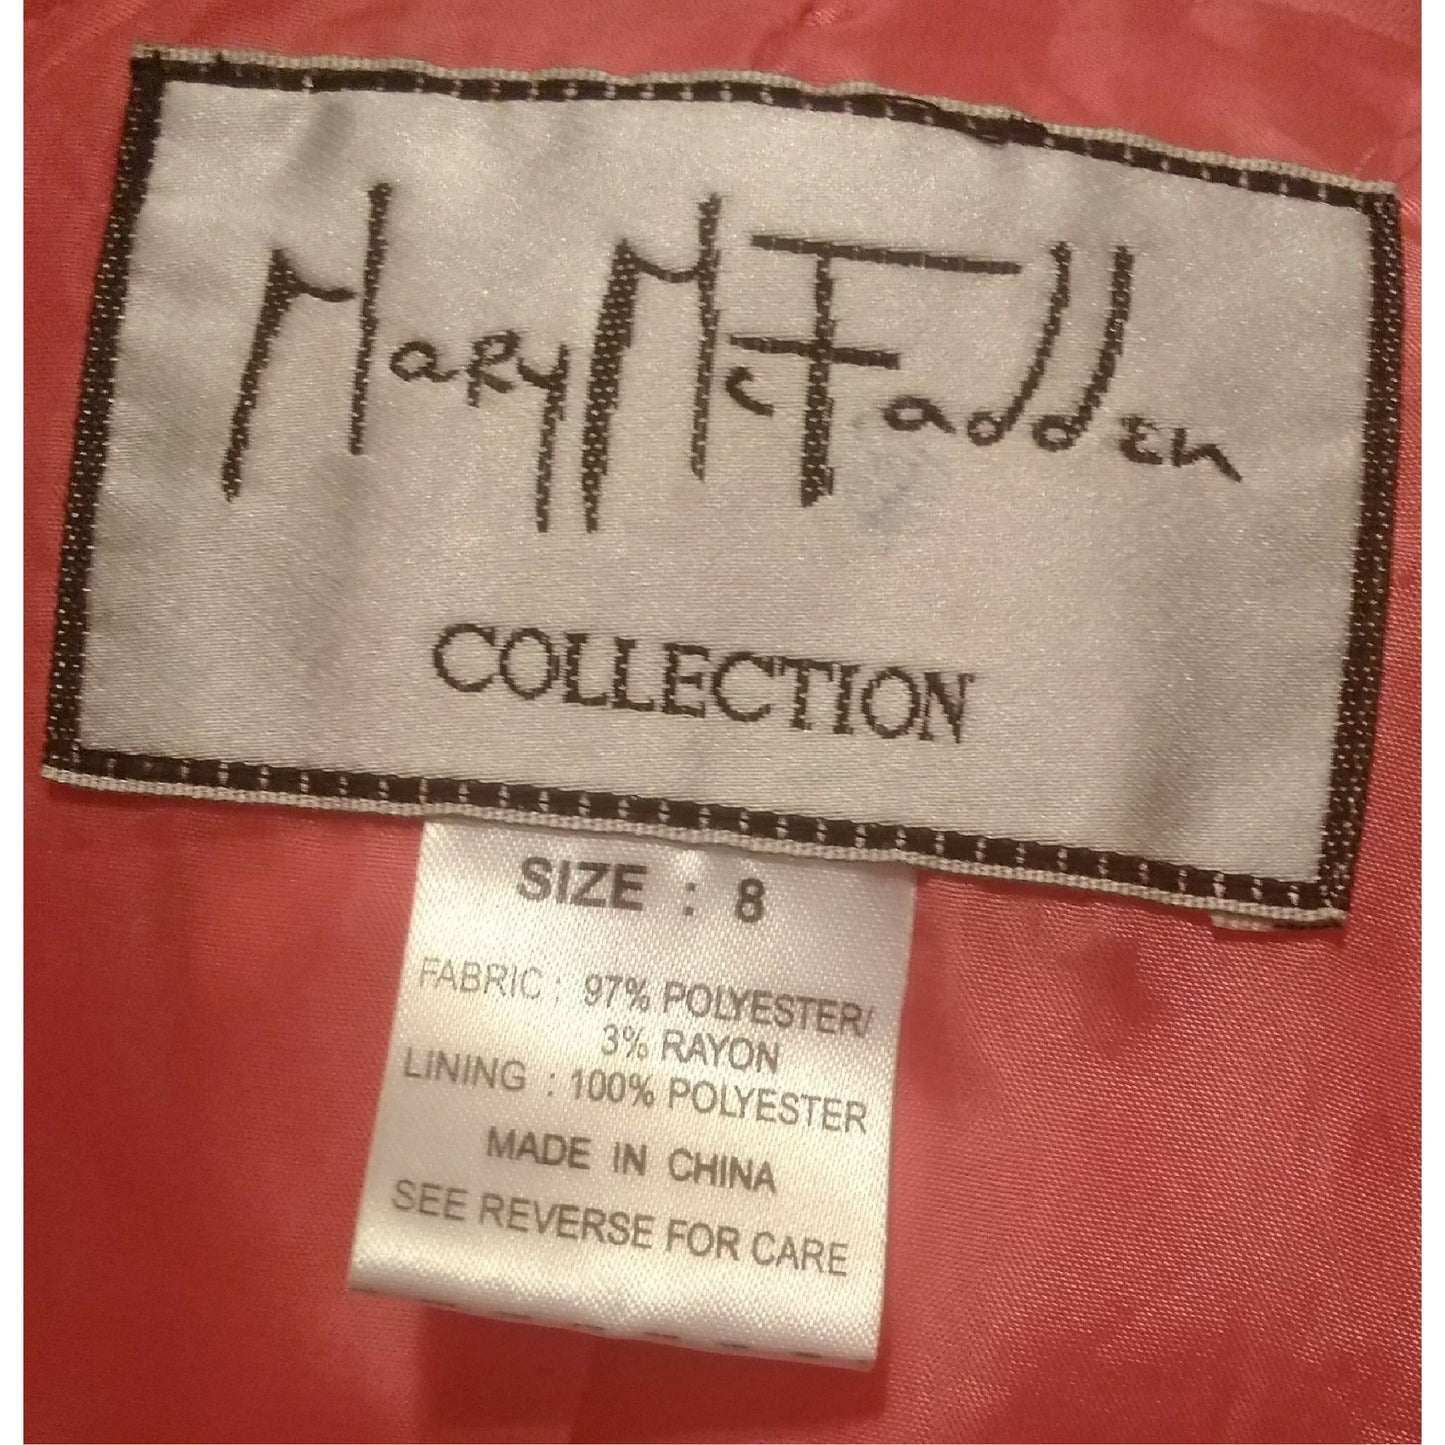 Mary McFadden
COLLECTION
SIZE : 8
FABRIC : 97% POLYESTER/
3% RAYON
LINING : 100% POLYESTER
MADE IN CHINA
SEE REVERSE FOR CARE